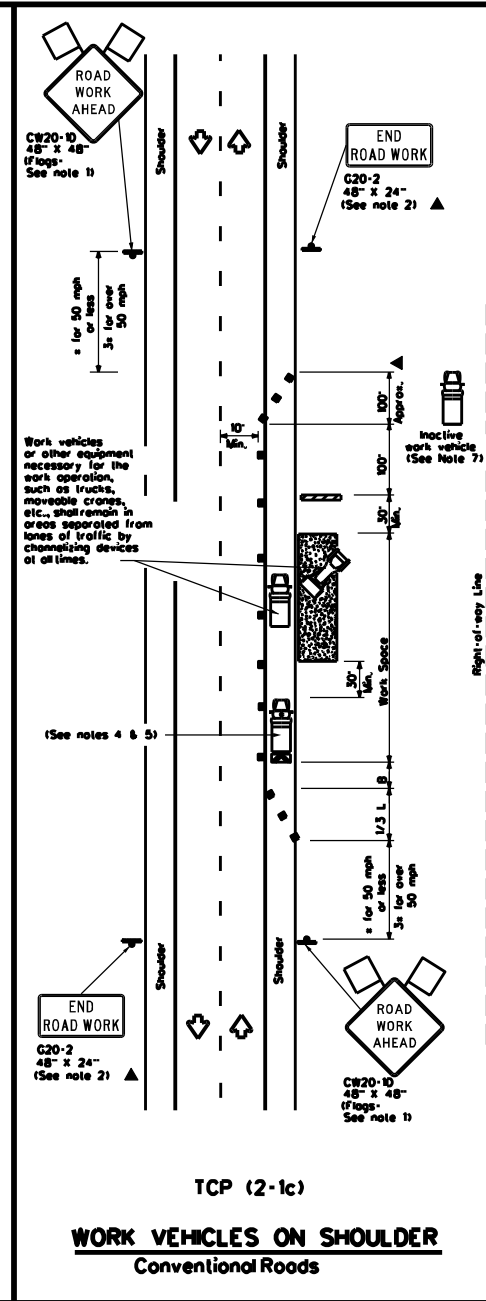 ROAD
WORK
AHEAD
CW20-1D
48" X 48"
(Flags-
See note 1)
Shoulder
Shoulder
END
ROAD WORK
G20-2
48" X 24"
(See note 2)
x for 50 mph
or less
3x for over
50 mph
100'
Approx.
Inactive
work vehicle
(See Note 7)
10'
Min.
100'
Work vehicles
or other equipment
necessary for the
work operation,
such as trucks,
moveable cranes,
etc., shall remain in
areas separated from
lanes of traffic by
channelizing devices
at all times.
30'
Min.
Right-of-way Line
Work Space
30'
Min.
(See notes 4 & 5)
B
1/3 L
x for 50 mph
or less
3x for over
50 mph
Shoulder
Shoulder
END
ROAD WORK
G20-2
48" X 24"
(See note 2)
ROAD
WORK
AHEAD
CW20-1D
48" X 48"
(Flags-
See note 1)
TCP (2-1c)
WORK VEHICLES ON SHOULDER
Conventional Roads